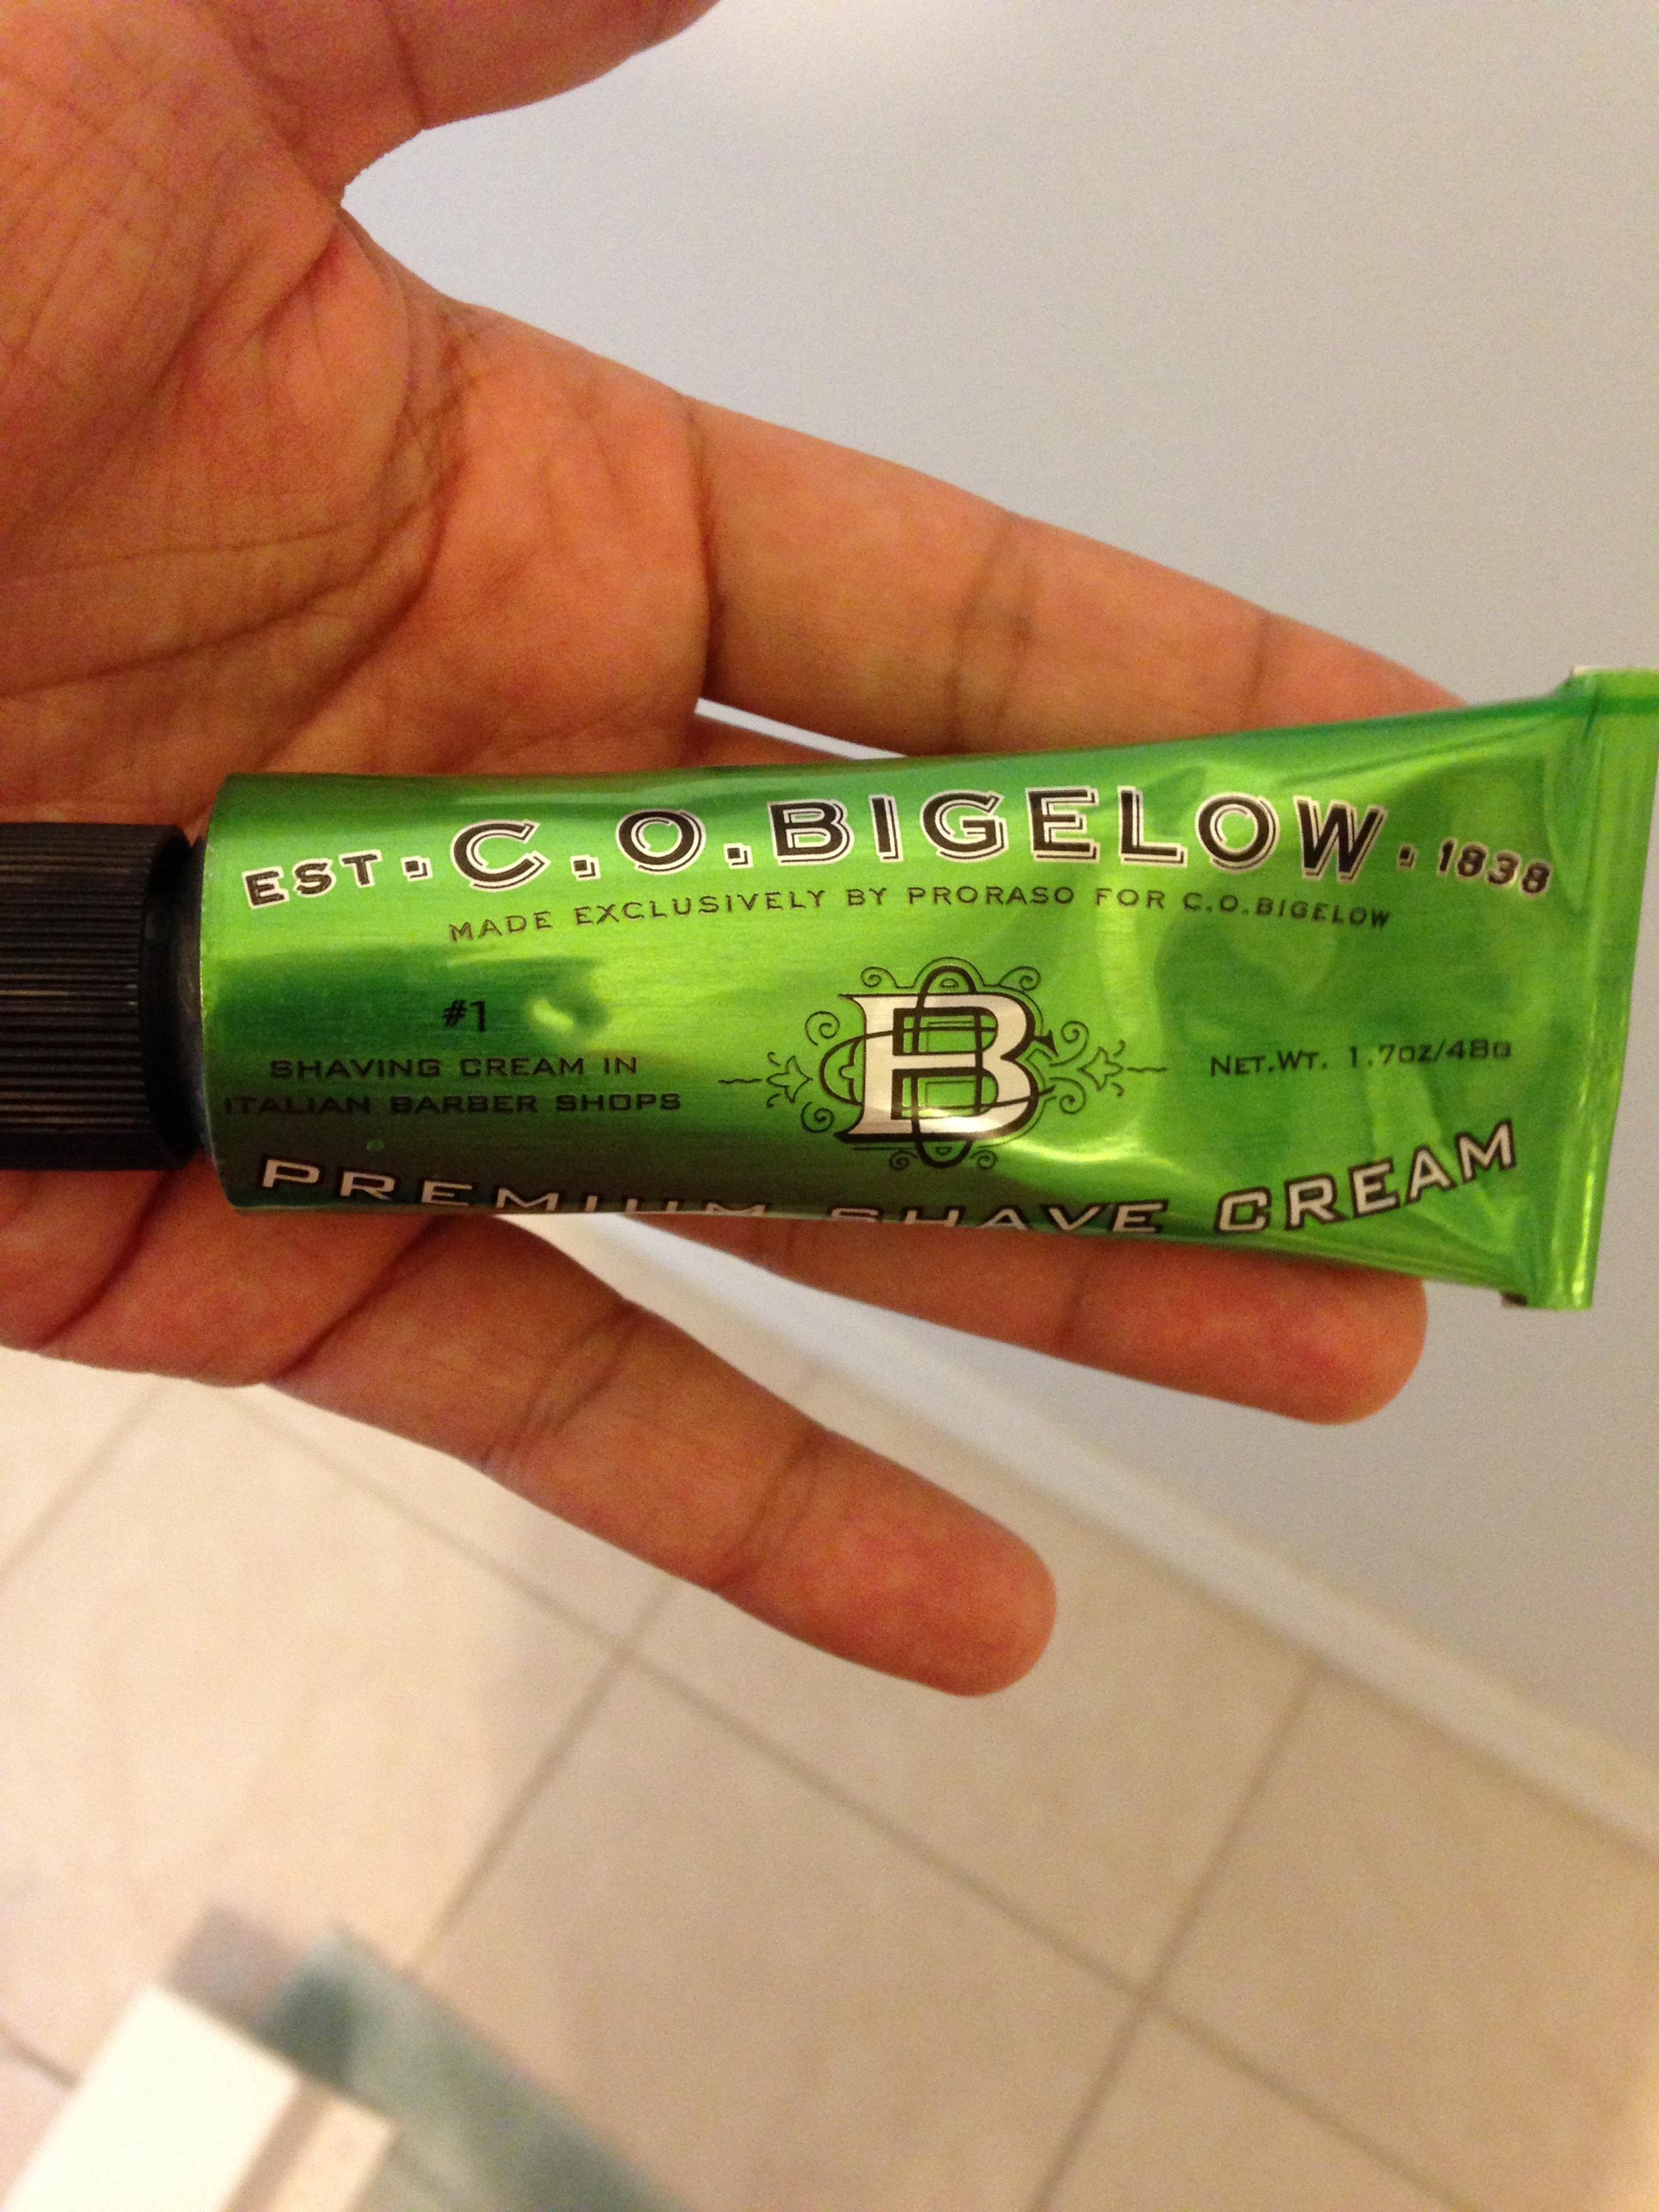 EST. C.O.BIGELOW. 1838
MADE EXCLUSIVELY BY PRORASO FOR C.O.BIGELOW
#1
SHAVING CREAM IN
ITALIAN BARBER SHOPS
B
NET.WT. 1.7OZ/48G
PREMIUM SHAVE CREAM